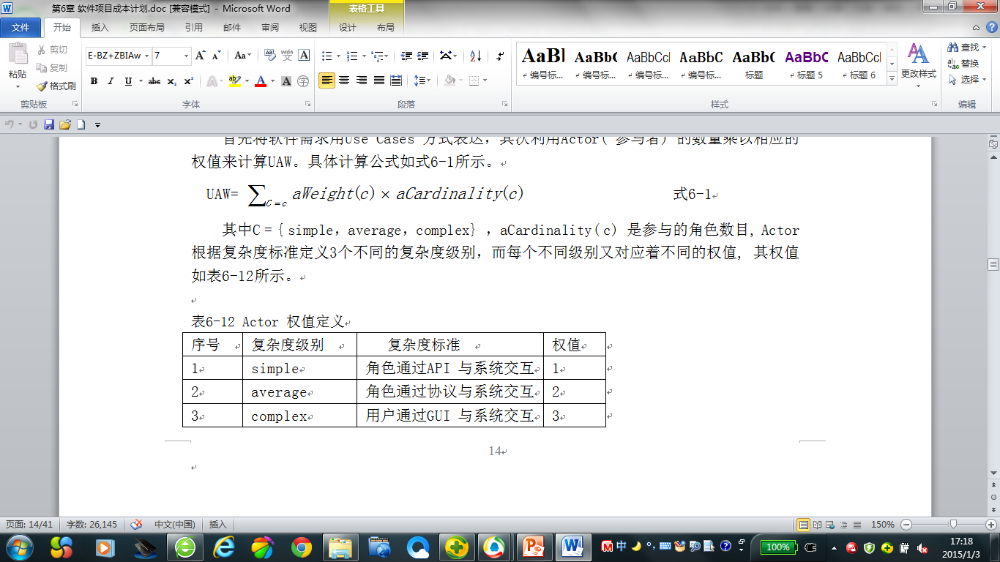 第6章 软件项目成本计划.doc [兼容模式] - Microsoft Word
表格工具
文件 开始 插入 页面布局 引用 邮件 审阅 视图 设计 布局
粘贴 剪切 复制 格式刷
E-BZ+ZBIAw 7
AaBl AaBbC AaBbCcl AaBbC AaBbC AaBbC AaBbCcl
编号标... 编号标... 编号标... 编号标... 标题 标题 5 标题 6
更改样式
查找 替换 选择
剪贴板 字体 段落 样式 编辑
首先将软件需求用Use Cases 方式表达，其次利用Actor( 参与者) 的数量乘以相应的
权值来计算UAW。具体计算公式如式6-1所示。
UAW= ∑C=c aWeight(c) × aCardinality(c) 式6-1
其中C＝{ simple，average，complex} ，aCardinality( c) 是参与的角色数目, Actor
根据复杂度标准定义3个不同的复杂度级别，而每个不同级别又对应着不同的权值, 其权值
如表6-12所示。
表6-12 Actor 权值定义
序号 复杂度级别 复杂度标准 权值
1 simple 角色通过API 与系统交互 1
2 average 角色通过协议与系统交互 2
3 complex 用户通过GUI 与系统交互 3
14
页面: 14/41 字数: 26,145 中文(中国) 插入 150%
中 100% 17:18
2015/1/3